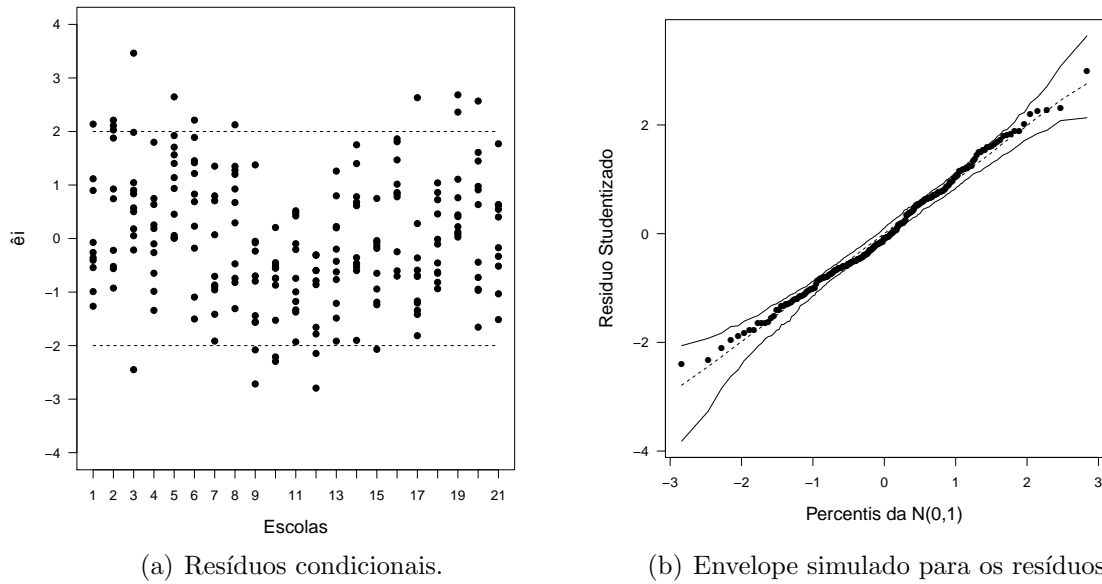 4
3
2
1
0
−1
−2
−3
−4
êi
1 2 3 4 5 6 7 8 9 11 13 15 17 19 21
Escolas
(a) Resíduos condicionais.
2
0
−2
−4
Resíduo Studentizado
−3 −2 −1 0 1 2 3
Percentis da N(0,1)
(b) Envelope simulado para os resíduos